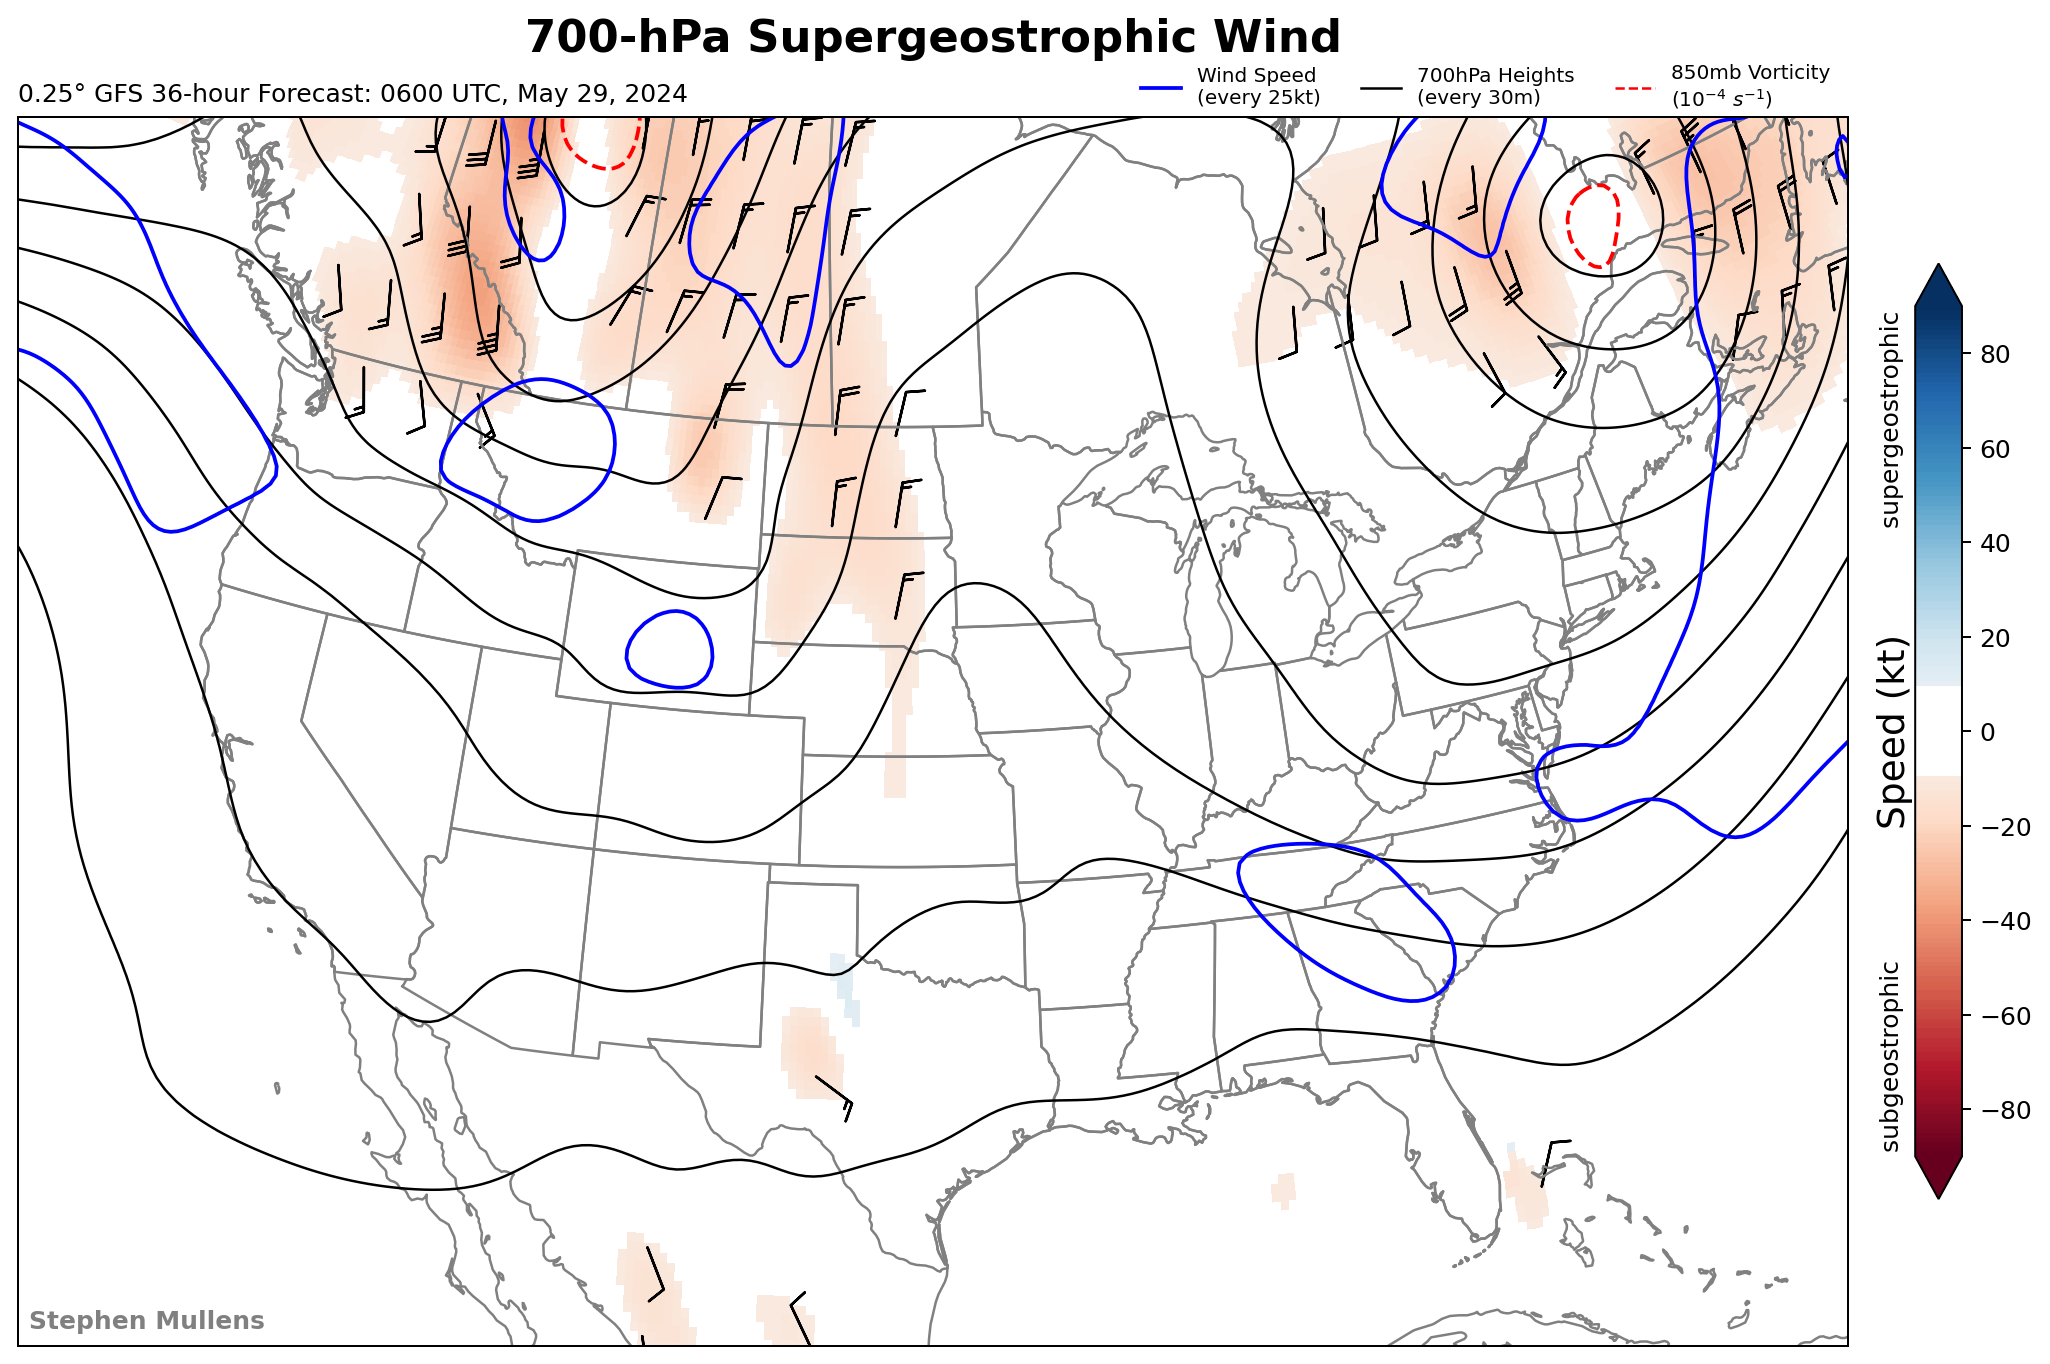 700-hPa Supergeostrophic Wind
0.25° GFS 36-hour Forecast: 0600 UTC, May 29, 2024
Wind Speed
(every 25kt)
700hPa Heights
(every 30m)
850mb Vorticity
(10⁻⁴ s⁻¹)
supergeostrophic
Speed (kt)
subgeostrophic
80
60
40
20
0
−20
−40
−60
−80
Stephen Mullens